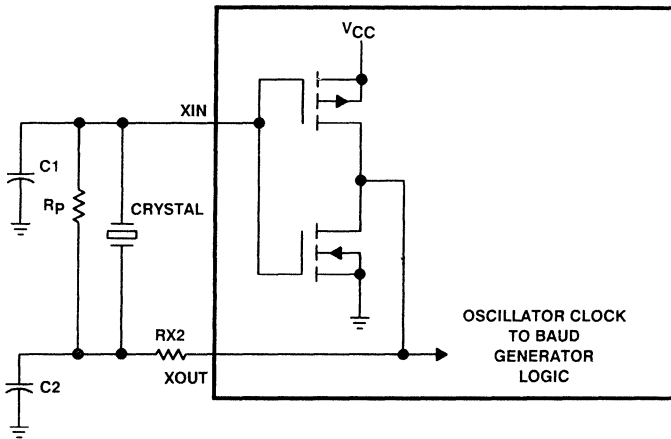 VCC
XIN
C1
RP
CRYSTAL
RX2
XOUT
C2
OSCILLATOR CLOCK
TO BAUD
GENERATOR
LOGIC